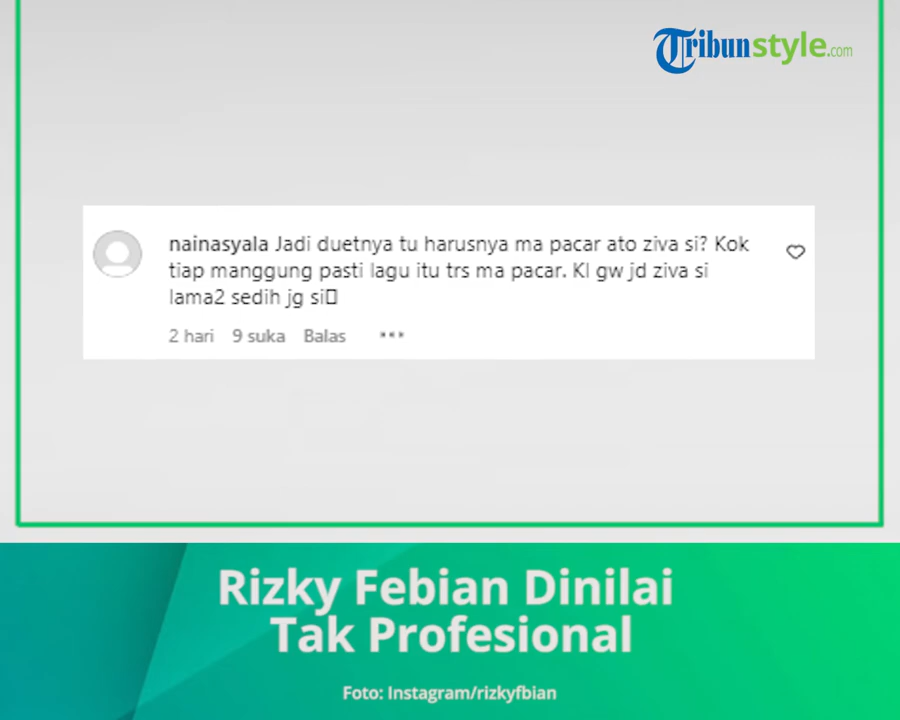 Tribunstyle.com
nainasyala Jadi duetnya tu harusnya ma pacar ato ziva si? Kok
tiap manggung pasti lagu itu trs ma pacar. Kl gw jd ziva si
lama2 sedih jg si
2 hari 9 suka Balas •••
Rizky Febian Dinilai
Tak Profesional
Foto: Instagram/rizkyfbian